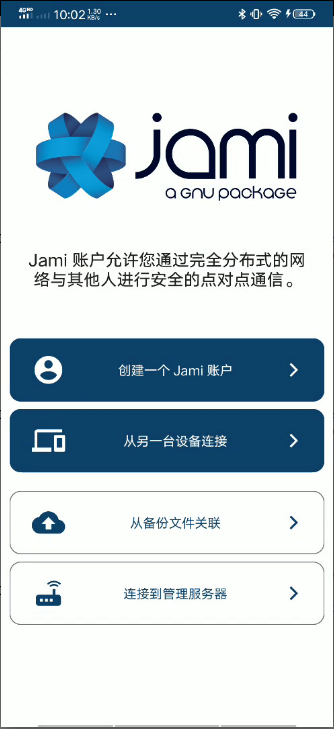 4G HD 10:02 1.30 KB/s ··· 44
jami
a GNU package
Jami 账户允许您通过完全分布式的网
络与其他人进行安全的点对点通信。
创建一个 Jami 账户
从另一台设备连接
从备份文件关联
连接到管理服务器